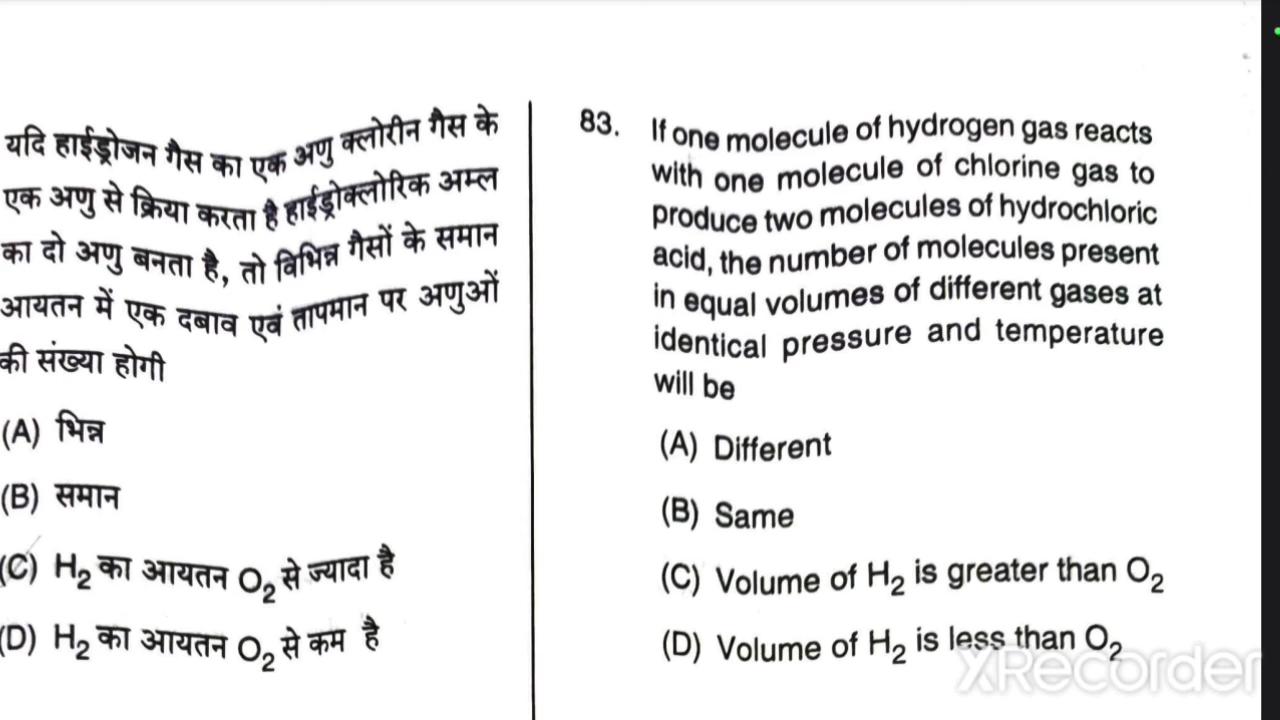 यदि हाईड्रोजन गैस का एक अणु क्लोरीन गैस के
एक अणु से क्रिया करता है हाईड्रोक्लोरिक अम्ल
का दो अणु बनता है, तो विभिन्न गैसों के समान
आयतन में एक दबाव एवं तापमान पर अणुओं
की संख्या होगी
(A) भिन्न
(B) समान
(C) H₂ का आयतन O₂ से ज्यादा है
(D) H₂ का आयतन O₂ से कम है
83. If one molecule of hydrogen gas reacts
with one molecule of chlorine gas to
produce two molecules of hydrochloric
acid, the number of molecules present
in equal volumes of different gases at
identical pressure and temperature
will be
(A) Different
(B) Same
(C) Volume of H₂ is greater than O₂
(D) Volume of H₂ is less than O₂
XRecorder